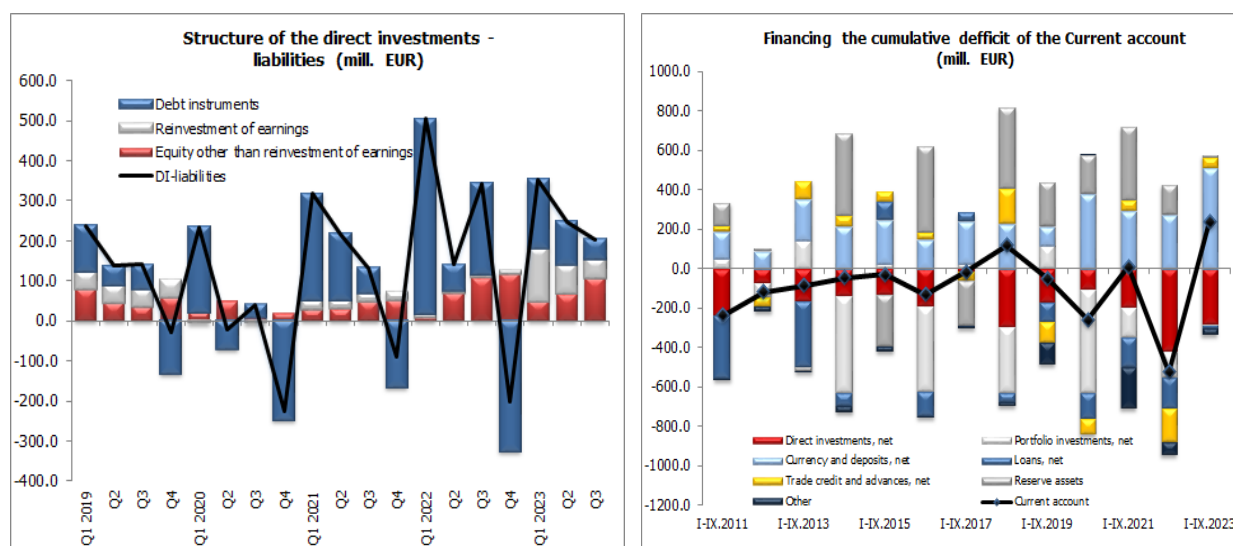 Structure of the direct investments -
liabilities (mill. EUR)
600.0
500.0
400.0
300.0
200.0
100.0
0.0
-100.0
-200.0
-300.0
-400.0
Debt instruments
Reinvestment of earnings
Equity other than reinvestment of earnings
DI-liabilities
Q1 2019
Q2
Q3
Q4
Q1 2020
Q2
Q3
Q4
Q1 2021
Q2
Q3
Q4
Q1 2022
Q2
Q3
Q4
Q1 2023
Q2
Q3
Financing the cumulative defficit of the Current account
(mill. EUR)
1000.0
800.0
600.0
400.0
200.0
0.0
-200.0
-400.0
-600.0
-800.0
-1000.0
-1200.0
Direct investments, net
Portfolio investments, net
Currency and deposits, net
Loans, net
Trade credit and advances, net
Reserve assets
Other
Current account
I-IX.2011
I-IX.2013
I-IX.2015
I-IX.2017
I-IX.2019
I-IX.2021
I-IX.2023